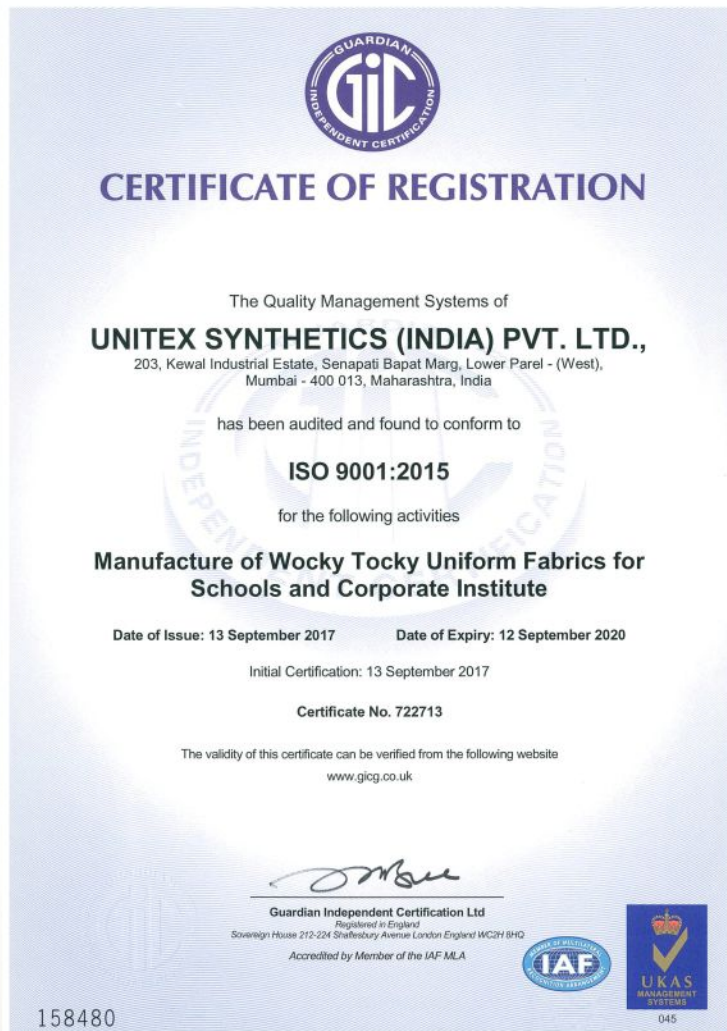 GUARDIAN
GIC
INDEPENDENT CERTIFICATION
CERTIFICATE OF REGISTRATION
The Quality Management Systems of
UNITEX SYNTHETICS (INDIA) PVT. LTD.,
203, Kewal Industrial Estate, Senapati Bapat Marg, Lower Parel - (West),
Mumbai - 400 013, Maharashtra, India
has been audited and found to conform to
ISO 9001:2015
for the following activities
Manufacture of Wocky Tocky Uniform Fabrics for
Schools and Corporate Institute
Date of Issue: 13 September 2017 Date of Expiry: 12 September 2020
Initial Certification: 13 September 2017
Certificate No. 722713
The validity of this certificate can be verified from the following website
www.gicg.co.uk
Guardian Independent Certification Ltd
Registered in England
Sovereign House 212-224 Shaftesbury Avenue London England WC2H 8HQ
Accredited by Member of the IAF MLA
MEMBER OF MULTILATERAL
IAF
RECOGNITION ARRANGEMENT
UKAS
MANAGEMENT
SYSTEMS
045
158480